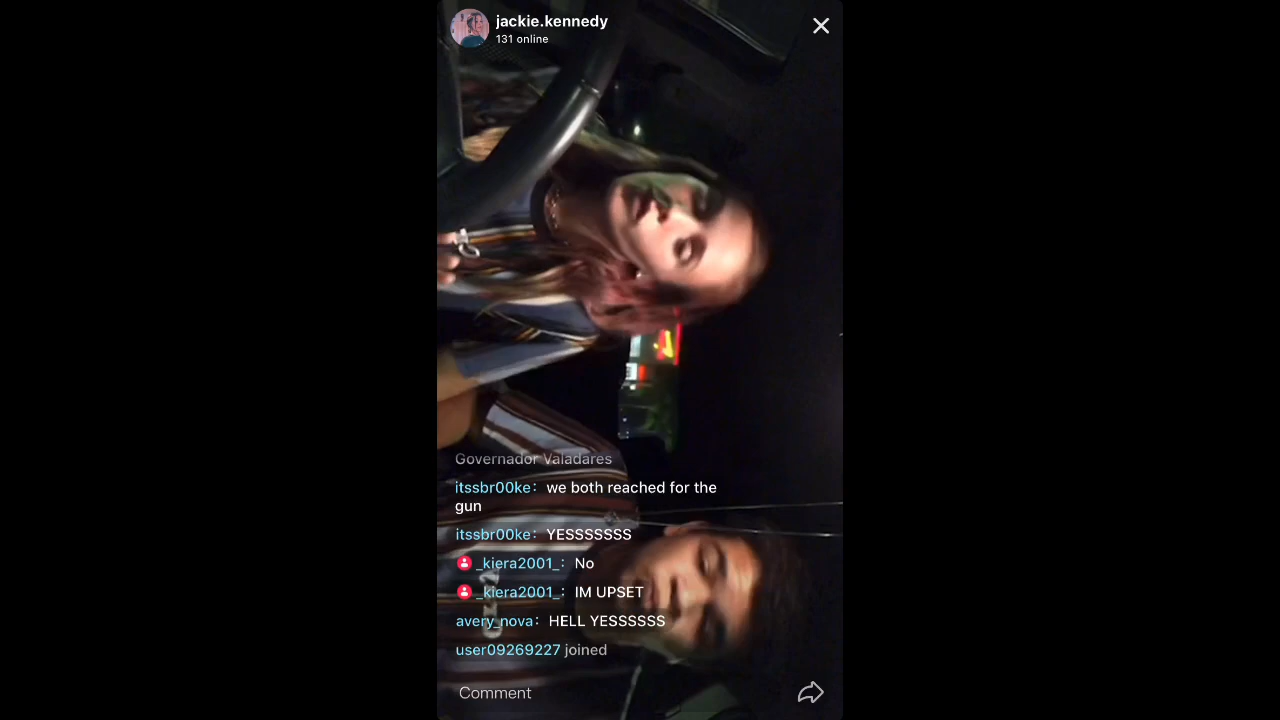 jackie.kennedy
131 online
Governador Valadares
itssbr00ke: we both reached for the
gun
itssbr00ke: YESSSSSSS
_kiera2001_: No
_kiera2001_: IM UPSET
avery_nova: HELL YESSSSSS
user09269227 joined
Comment